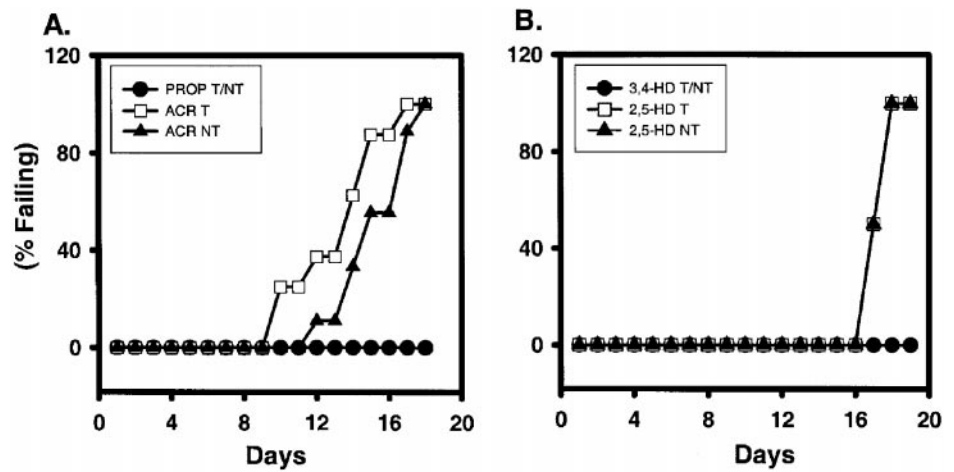 A.
120
PROP T/NT
ACR T
ACR NT
80
40
0
(% Failing)
0 4 8 12 16 20
Days
B.
120
3,4-HD T/NT
2,5-HD T
2,5-HD NT
80
40
0
0 4 8 12 16 20
Days